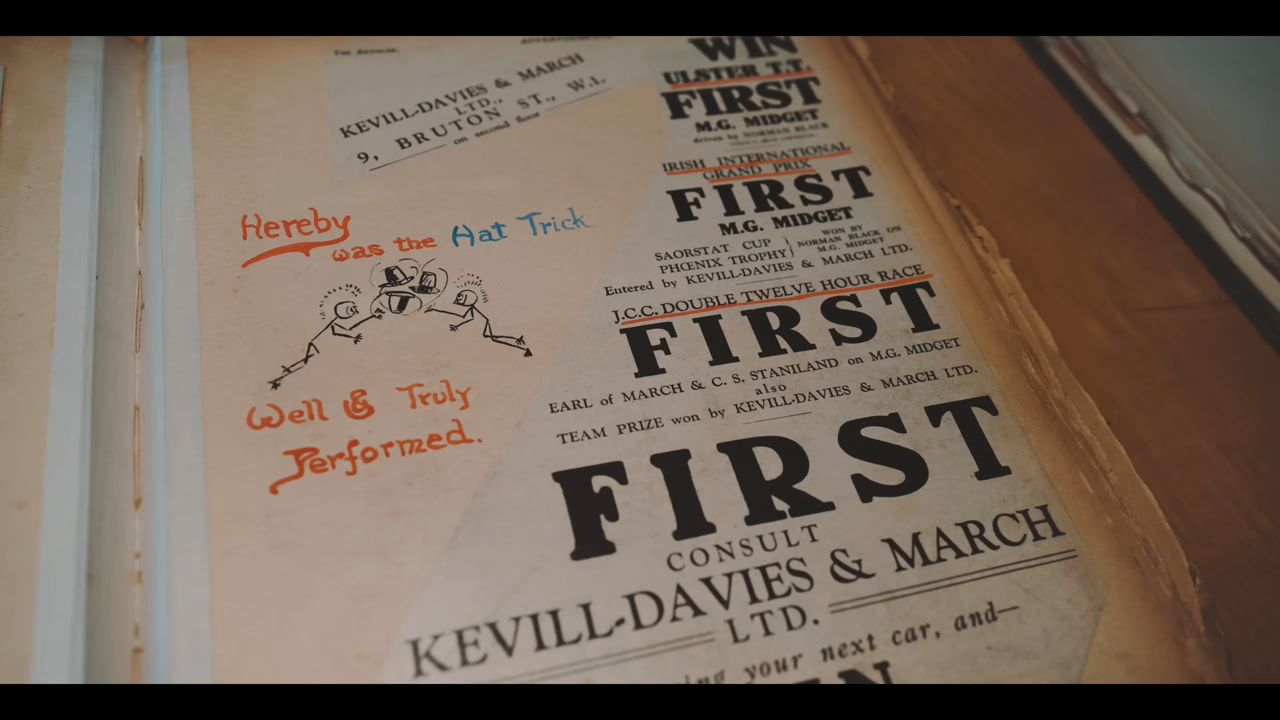 KEVILL-DAVIES & MARCH
LTD.,
9, BRUTON ST., W.1.
on second floor
Hereby
was the Hat Trick
Well & Truly
Performed.
WIN
ULSTER T.T.
FIRST
M.G. MIDGET
driven by NORMAN BLACK
IRISH INTERNATIONAL
GRAND PRIX
FIRST
M.G. MIDGET
SAORSTAT CUP
PHŒNIX TROPHY
WON BY
NORMAN BLACK ON
M.G. MIDGET
Entered by KEVILL-DAVIES & MARCH LTD.
J.C.C. DOUBLE TWELVE HOUR RACE
FIRST
EARL of MARCH & C. S. STANILAND on M.G. MIDGET
also
TEAM PRIZE won by KEVILL-DAVIES & MARCH LTD.
FIRST
CONSULT
KEVILL-DAVIES & MARCH
LTD.
your next car, and—